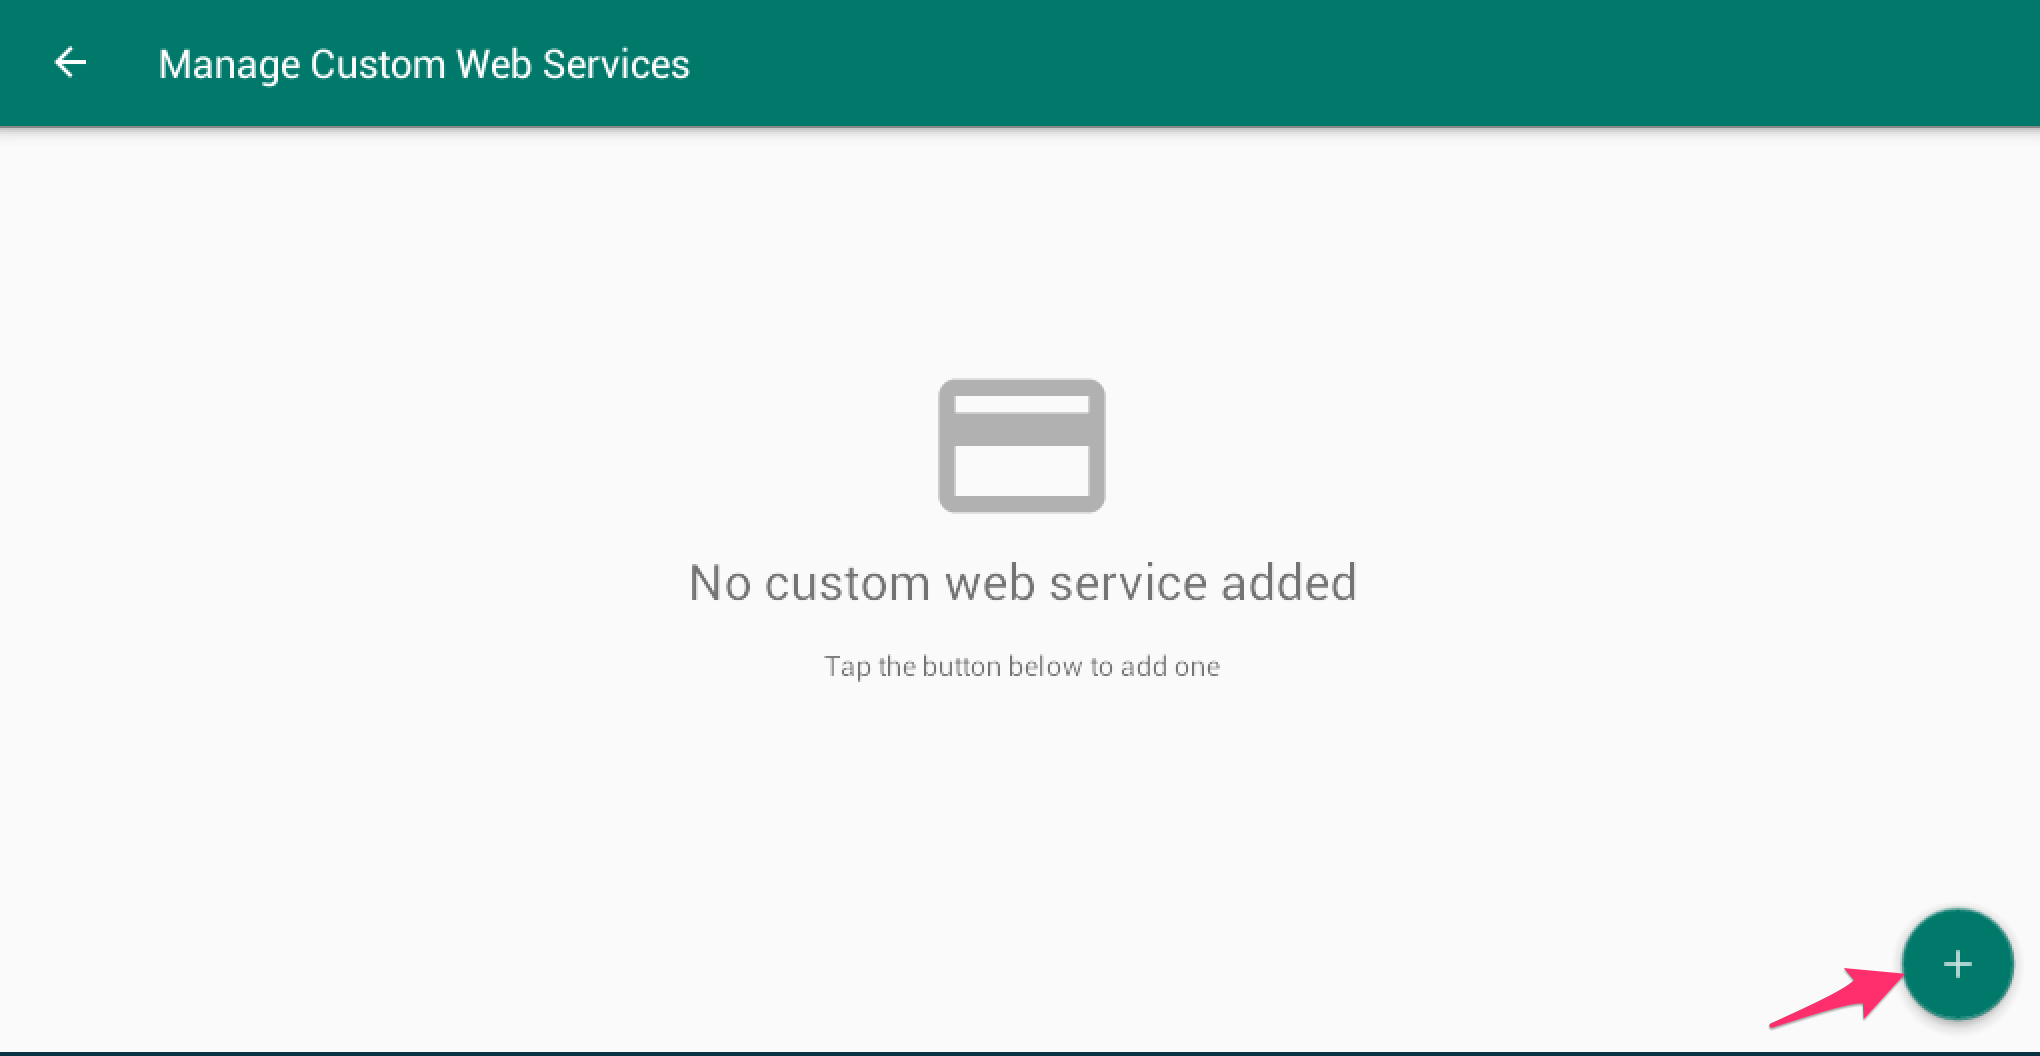 Manage Custom Web Services
No custom web service added
Tap the button below to add one